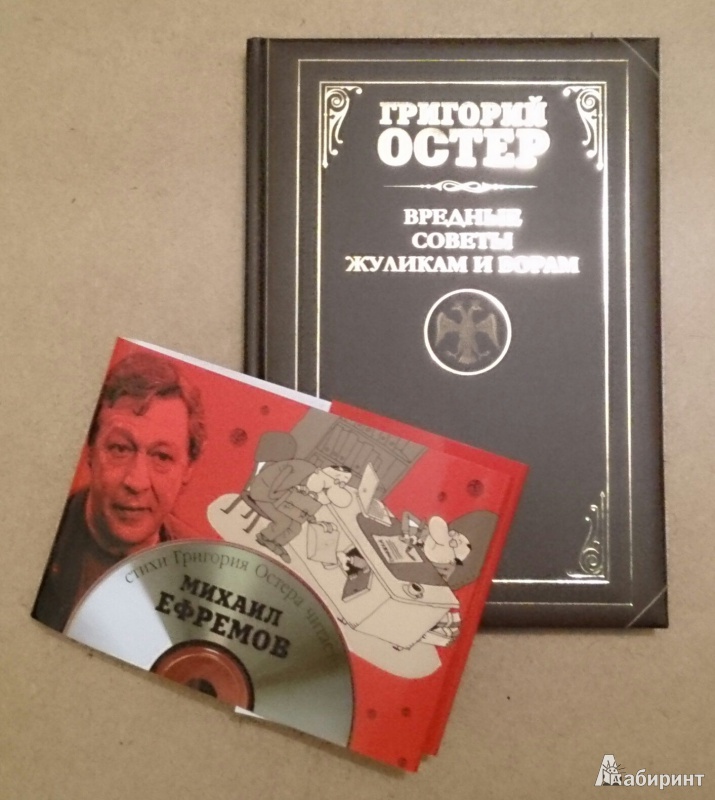 ГРИГОРИЙ
ОСТЕР
ВРЕДНЫЕ
СОВЕТЫ
ЖУЛИКАМ И ВОРАМ
стихи Григория Остера читает
МИХАИЛ
ЕФРЕМОВ
Лабиринт